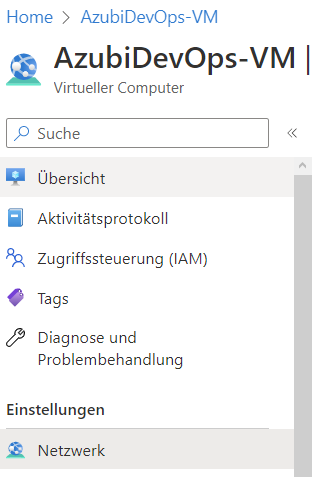 Home > AzubiDevOps-VM
AzubiDevOps-VM |
Virtueller Computer
Suche
Übersicht
Aktivitätsprotokoll
Zugriffssteuerung (IAM)
Tags
Diagnose und
Problembehandlung
Einstellungen
Netzwerk